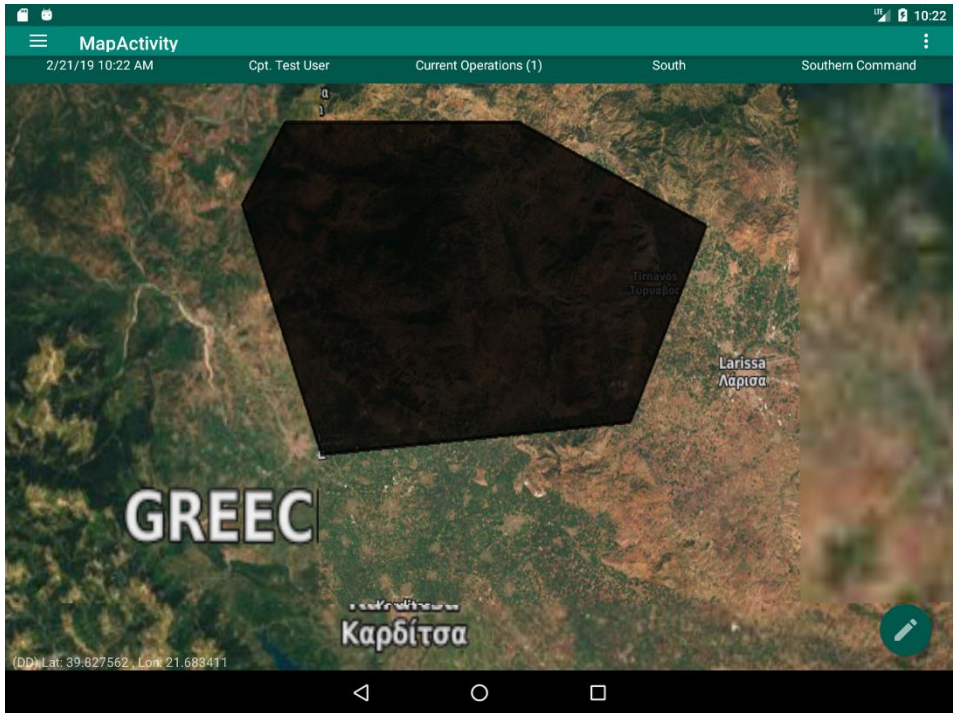 LTE 10:22
MapActivity
2/21/19 10:22 AM Cpt. Test User Current Operations (1) South Southern Command
Tirnavos
Τύρναβος
Larissa
Λάρισα
GREEC
Καρδίτσα
(DD) Lat: 39.827562 , Lon: 21.683411